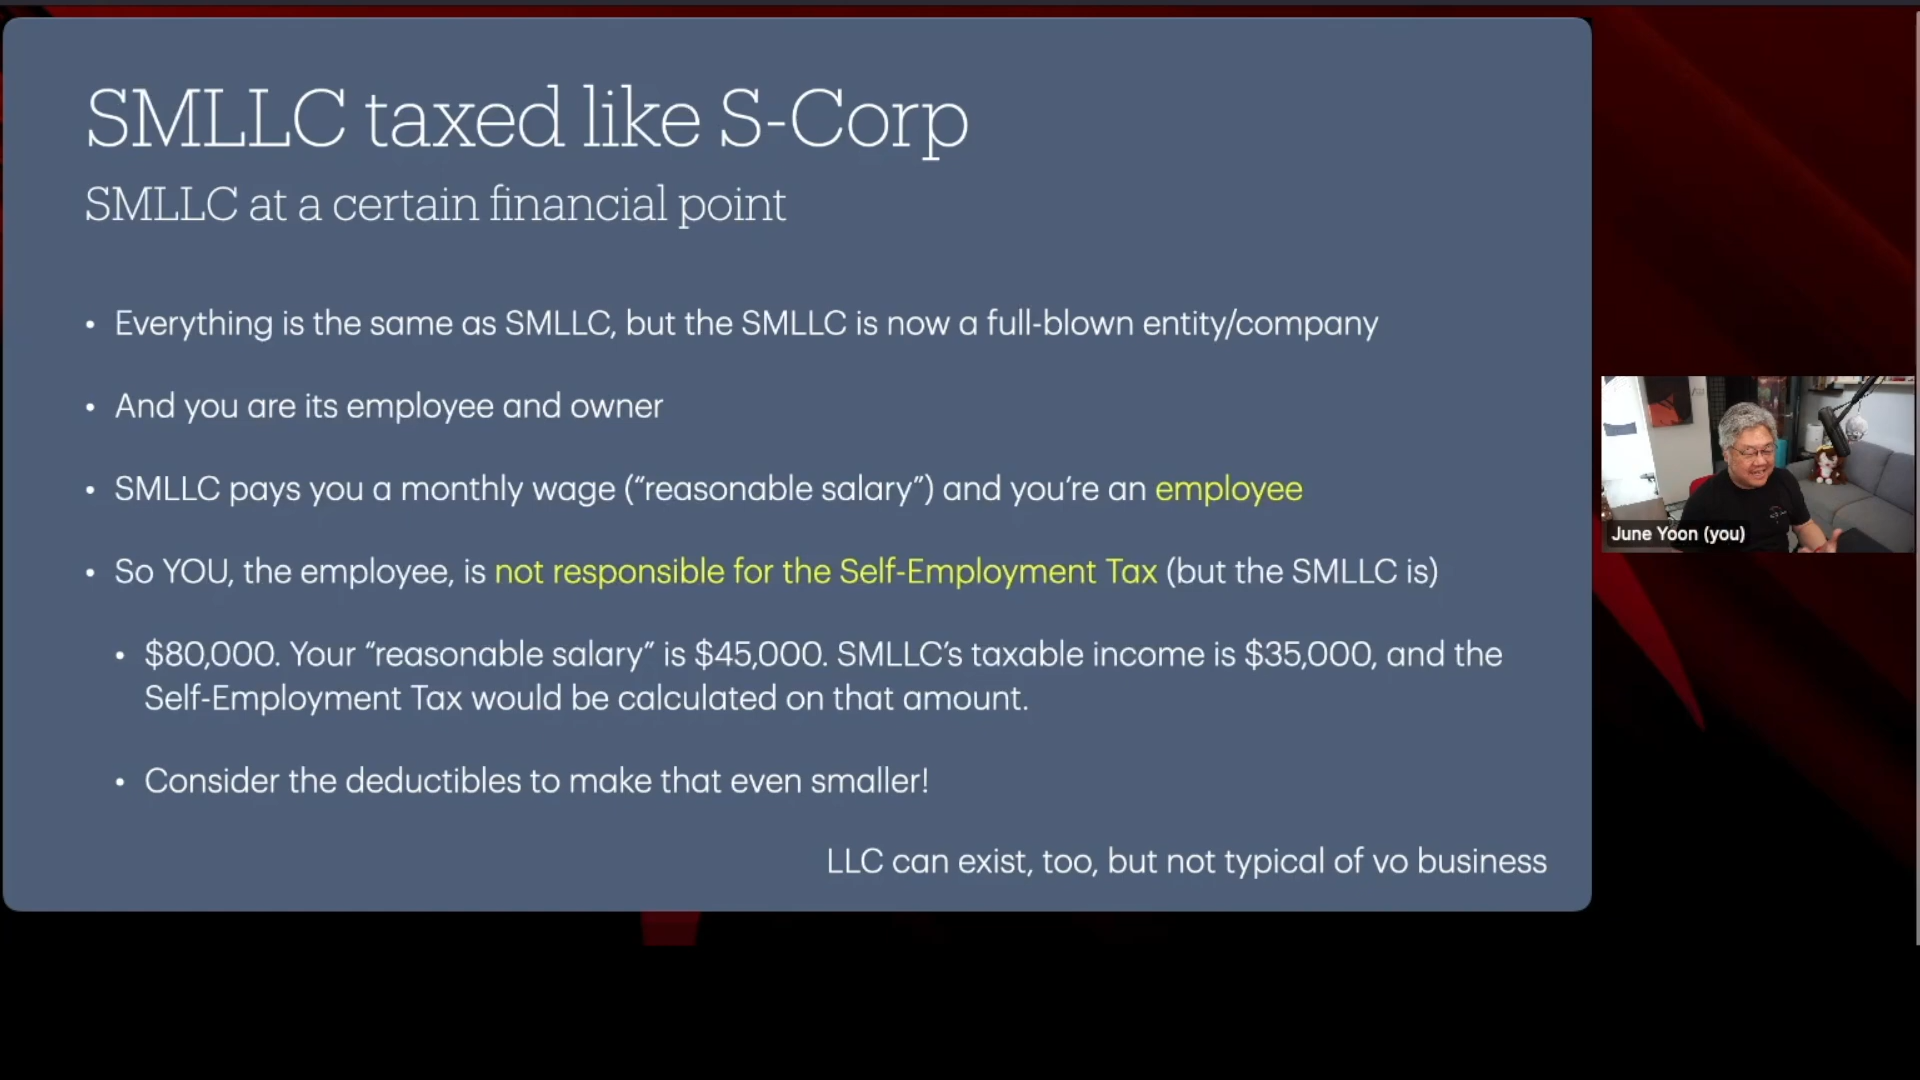 SMLLC taxed like S-Corp
SMLLC at a certain financial point
• Everything is the same as SMLLC, but the SMLLC is now a full-blown entity/company
• And you are its employee and owner
• SMLLC pays you a monthly wage (“reasonable salary”) and you’re an employee
• So YOU, the employee, is not responsible for the Self-Employment Tax (but the SMLLC is)
• $80,000. Your “reasonable salary” is $45,000. SMLLC’s taxable income is $35,000, and the
Self-Employment Tax would be calculated on that amount.
• Consider the deductibles to make that even smaller!
LLC can exist, too, but not typical of vo business
June Yoon (you)